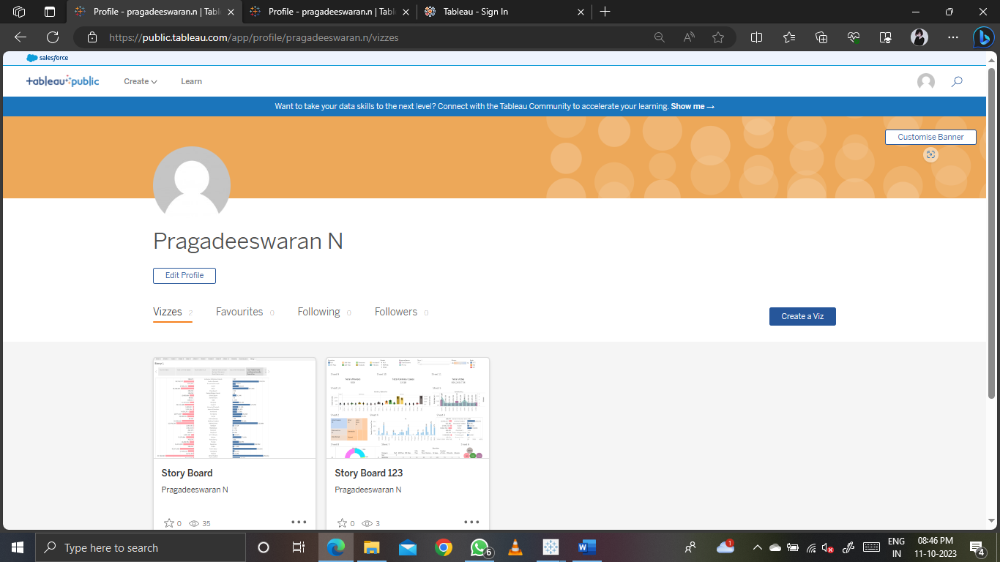 Profile - pragadeeswaran.n | Tabl
Profile - pragadeeswaran.n | Tabl
Tableau - Sign In
https://public.tableau.com/app/profile/pragadeeswaran.n/vizzes
salesforce
tableau public
Create
Learn
Want to take your data skills to the next level? Connect with the Tableau Community to accelerate your learning. Show me →
Customise Banner
Pragadeeswaran N
Edit Profile
Vizzes 2
Favourites 0
Following 0
Followers 0
Create a Viz
Story Board
Pragadeeswaran N
0 35
Story Board 123
Pragadeeswaran N
0 3
Type here to search
6
1
ENG
IN
08:46 PM
11-10-2023
4